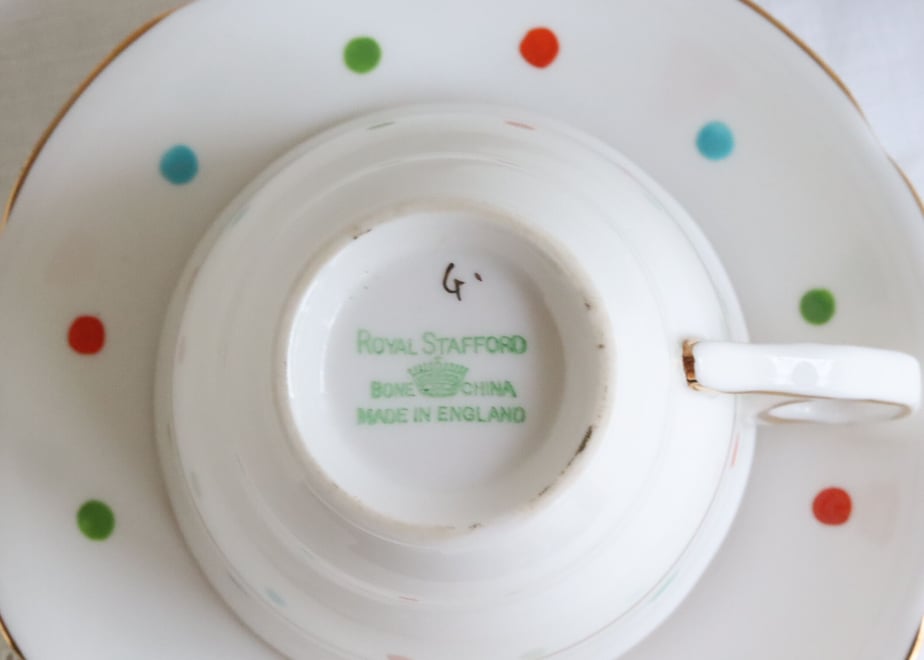 G.
ROYAL STAFFORD
BONE CHINA
MADE IN ENGLAND